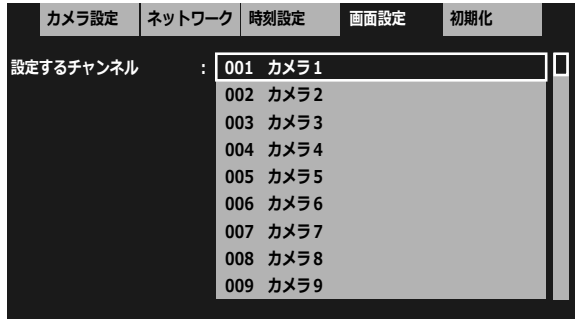 カメラ設定 ネットワーク 時刻設定 画面設定 初期化
設定するチャンネル : 001 カメラ1
002 カメラ2
003 カメラ3
004 カメラ4
005 カメラ5
006 カメラ6
007 カメラ7
008 カメラ8
009 カメラ9